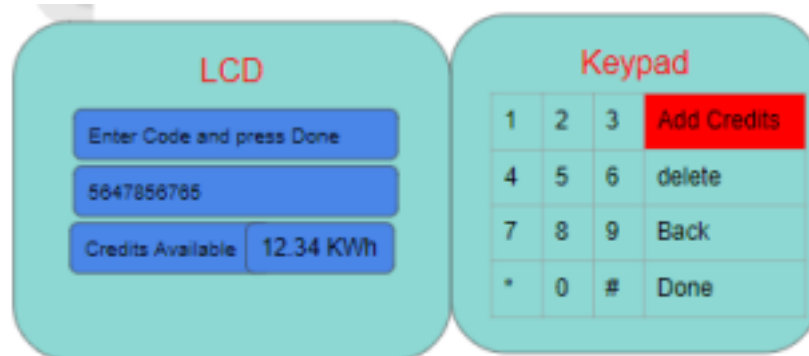 LCD
Enter Code and press Done
5647856765
Credits Available 12.34 KWh
Keypad
1 2 3 Add Credits
4 5 6 delete
7 8 9 Back
* 0 # Done